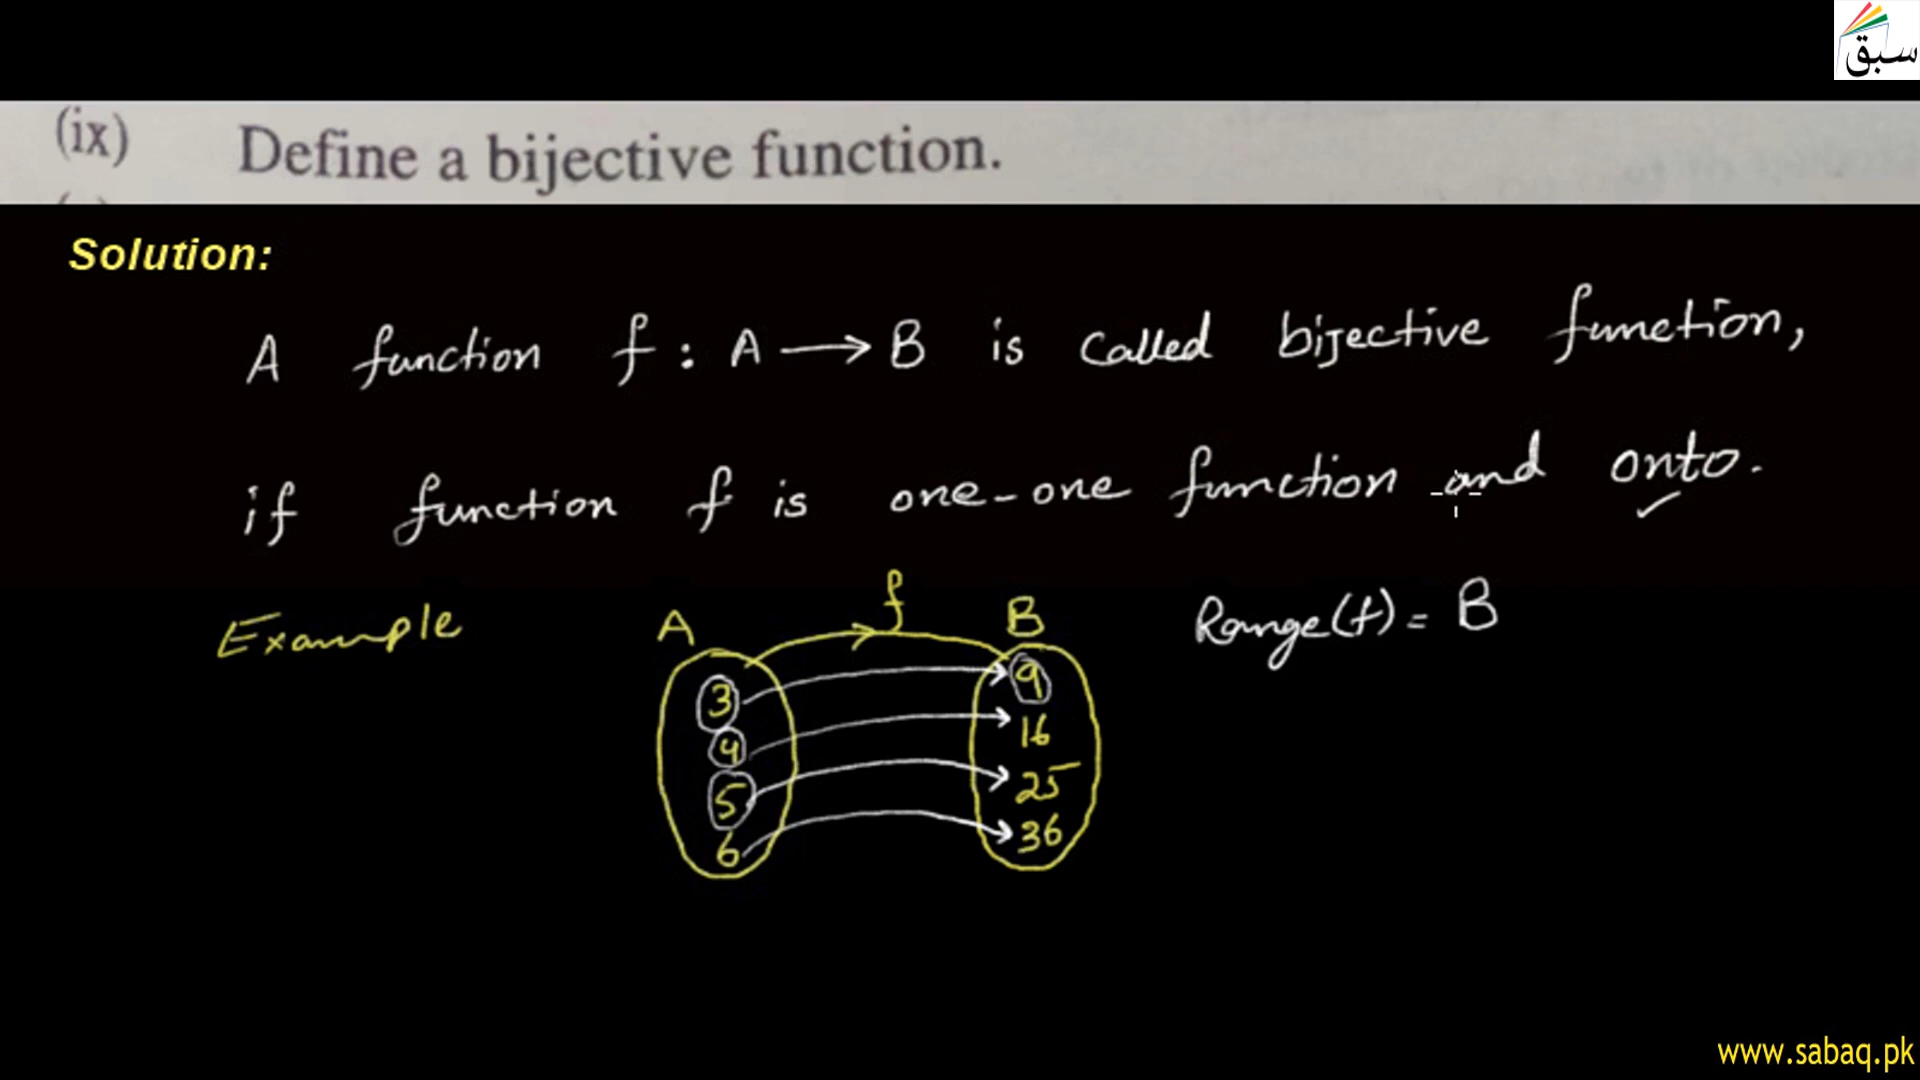 سبق
(ix) Define a bijective function.
Solution:
A function f : A → B is called bijective function,
if function f is one-one function and onto.
Example A f B Range(f) = B
3 9
4 16
5 25
6 36
www.sabaq.pk